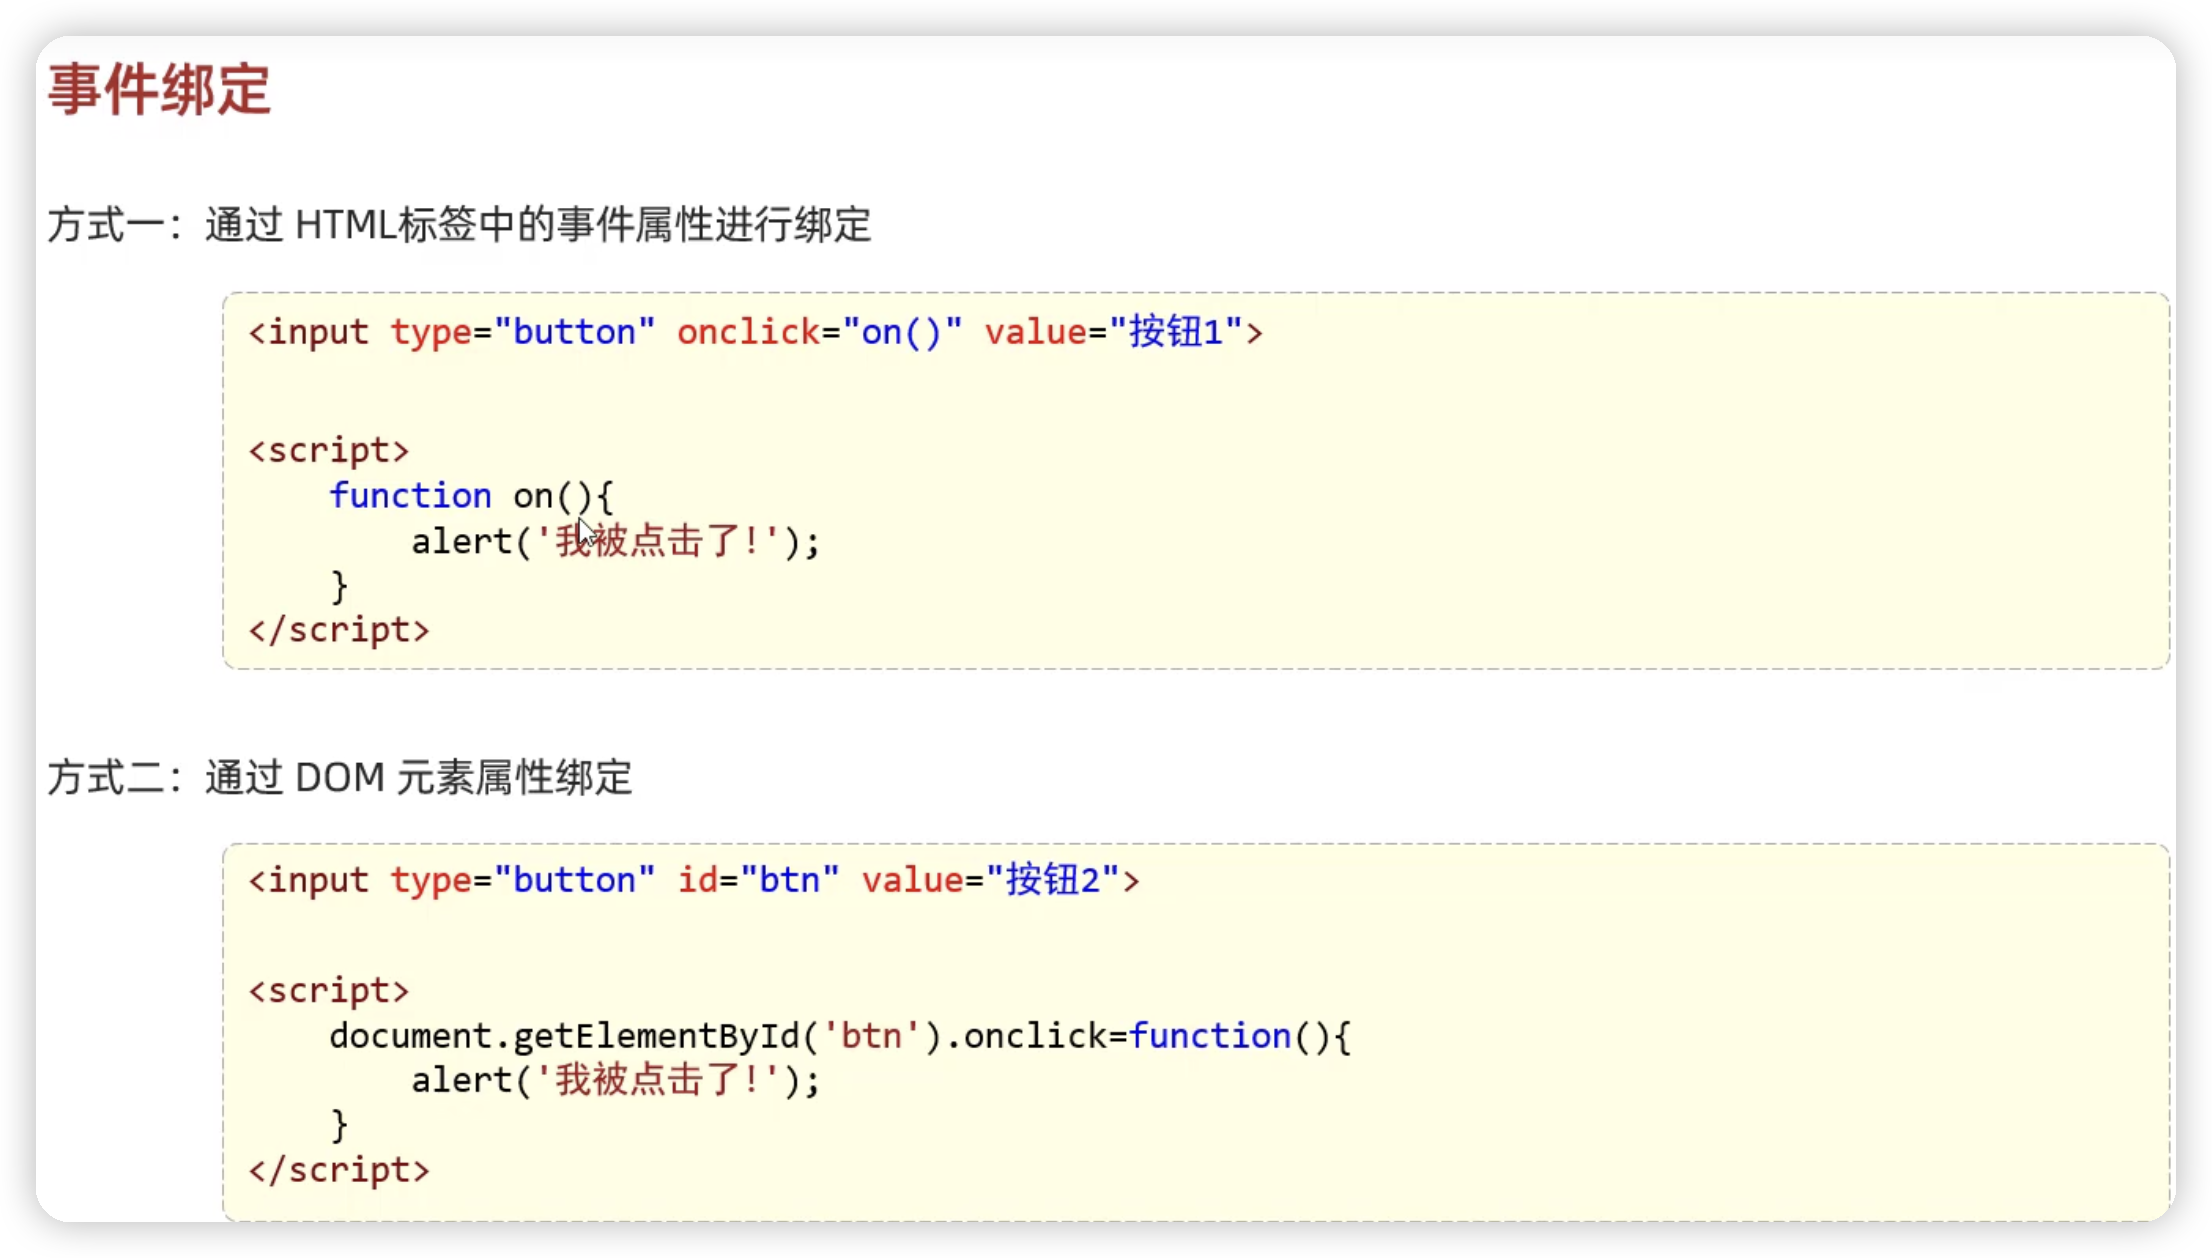 事件绑定
方式一：通过 HTML标签中的事件属性进行绑定
<input type="button" onclick="on()" value="按钮1">
<script>
    function on(){
        alert('我被点击了!');
    }
</script>
方式二：通过 DOM 元素属性绑定
<input type="button" id="btn" value="按钮2">
<script>
    document.getElementById('btn').onclick=function(){
        alert('我被点击了!');
    }
</script>